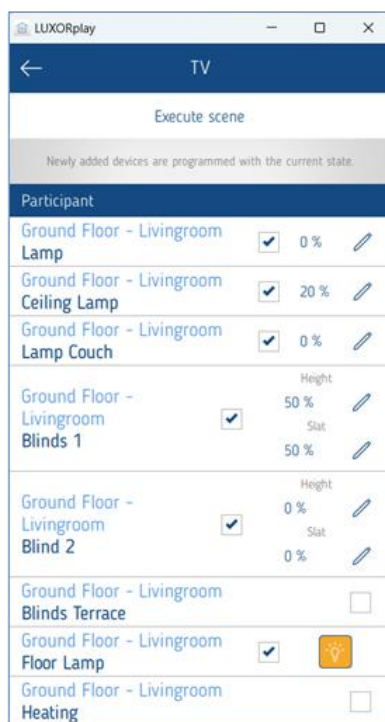 LUXORplay
TV
Execute scene
Newly added devices are programmed with the current state.
Participant
Ground Floor - Livingroom
Lamp
0 %
Ground Floor - Livingroom
Ceiling Lamp
20 %
Ground Floor - Livingroom
Lamp Couch
0 %
Ground Floor -
Livingroom
Blinds 1
Height
50 %
Slat
50 %
Ground Floor -
Livingroom
Blind 2
Height
0 %
Slat
0 %
Ground Floor - Livingroom
Blinds Terrace
Ground Floor - Livingroom
Floor Lamp
Ground Floor - Livingroom
Heating